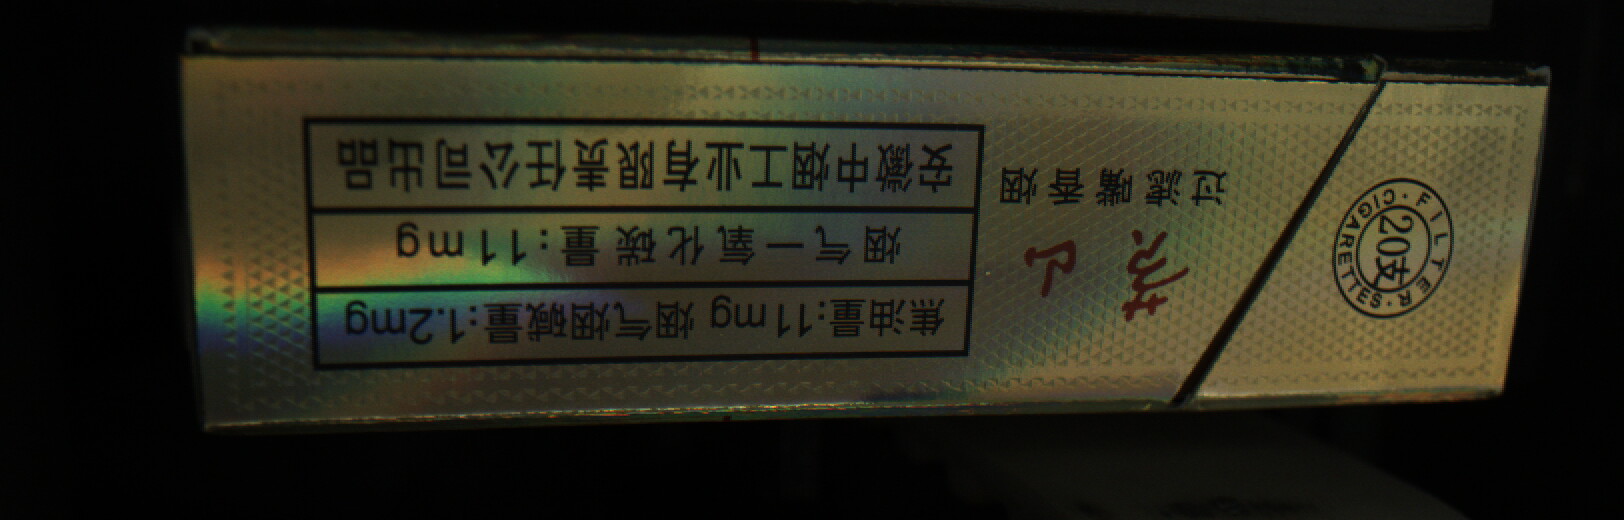 FILTER·CIGARETTES·
20支
黄山
过滤嘴香烟
焦油量:11mg 烟气烟碱量:1.2mg
烟气一氧化碳量:11mg
安徽中烟工业有限责任公司出品